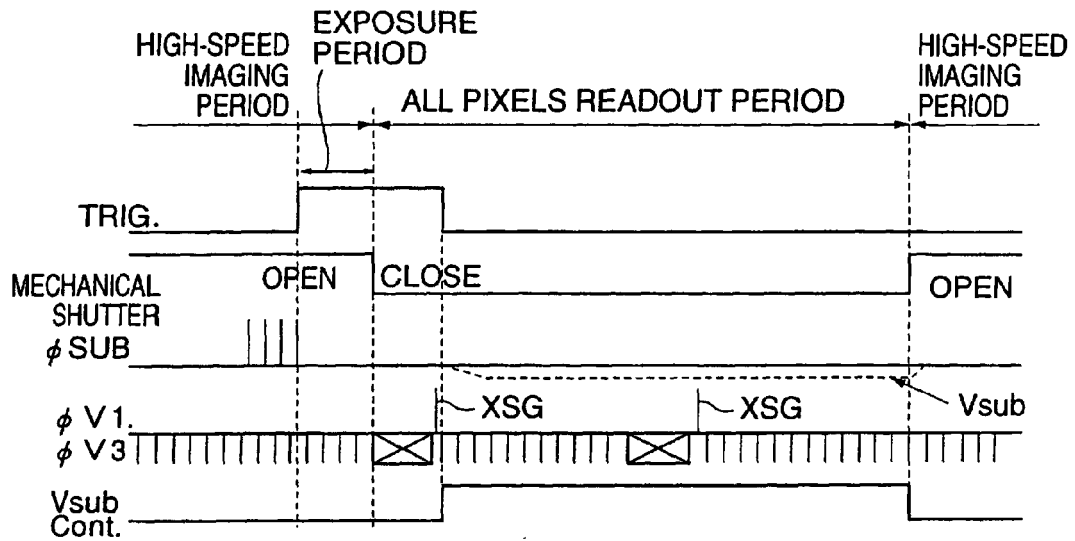 EXPOSURE
PERIOD
HIGH-SPEED
IMAGING
PERIOD
ALL PIXELS READOUT PERIOD
HIGH-SPEED
IMAGING
PERIOD
TRIG.
OPEN
CLOSE
OPEN
MECHANICAL
SHUTTER
φ SUB
Vsub
φ V1.
XSG
XSG
φ V3
Vsub
Cont.